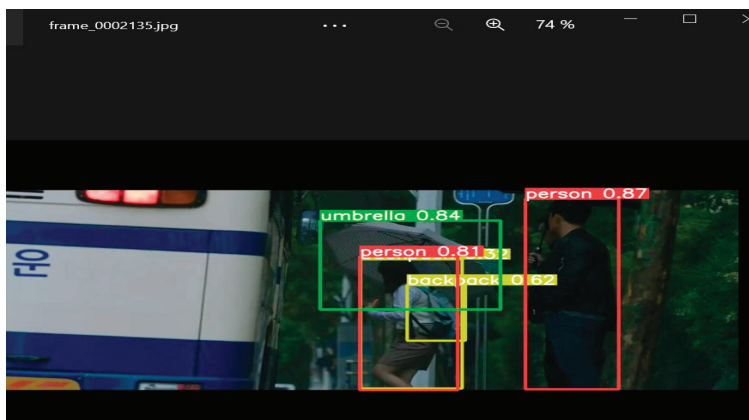 frame_0002135.jpg
... 74 %
person 0.87
umbrella 0.84
person 0.81
backpack 0.62